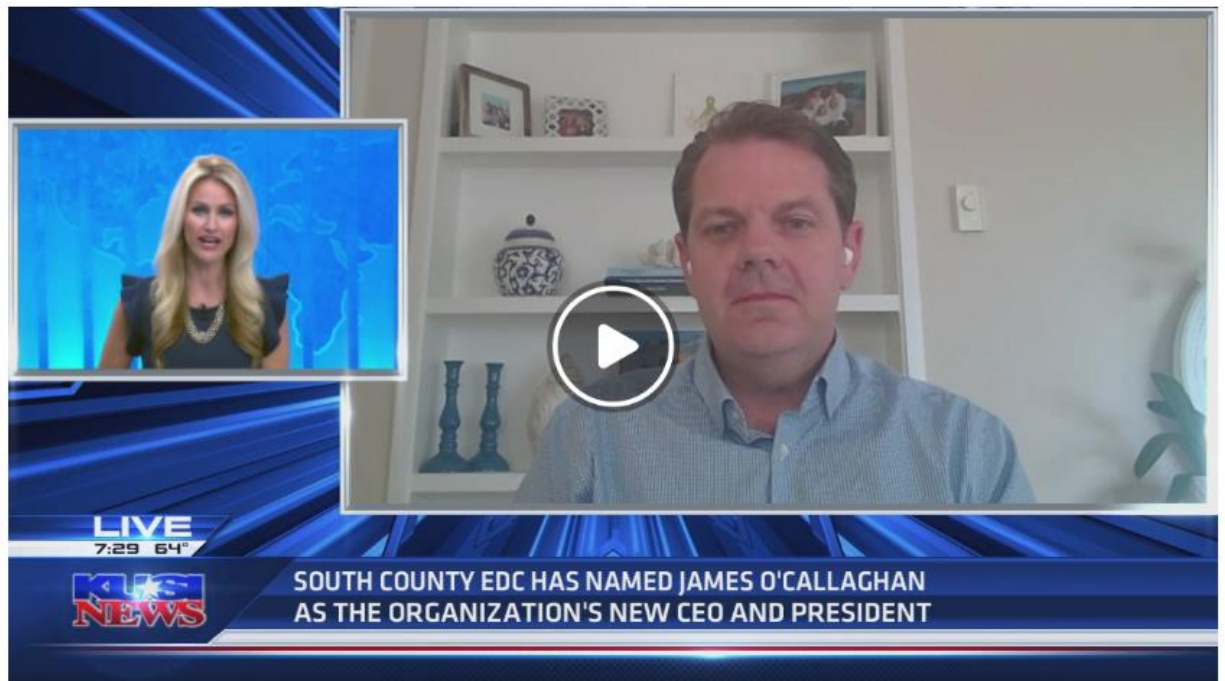 LIVE
7:29 64°
KUSI
NEWS
SOUTH COUNTY EDC HAS NAMED JAMES O'CALLAGHAN
AS THE ORGANIZATION'S NEW CEO AND PRESIDENT